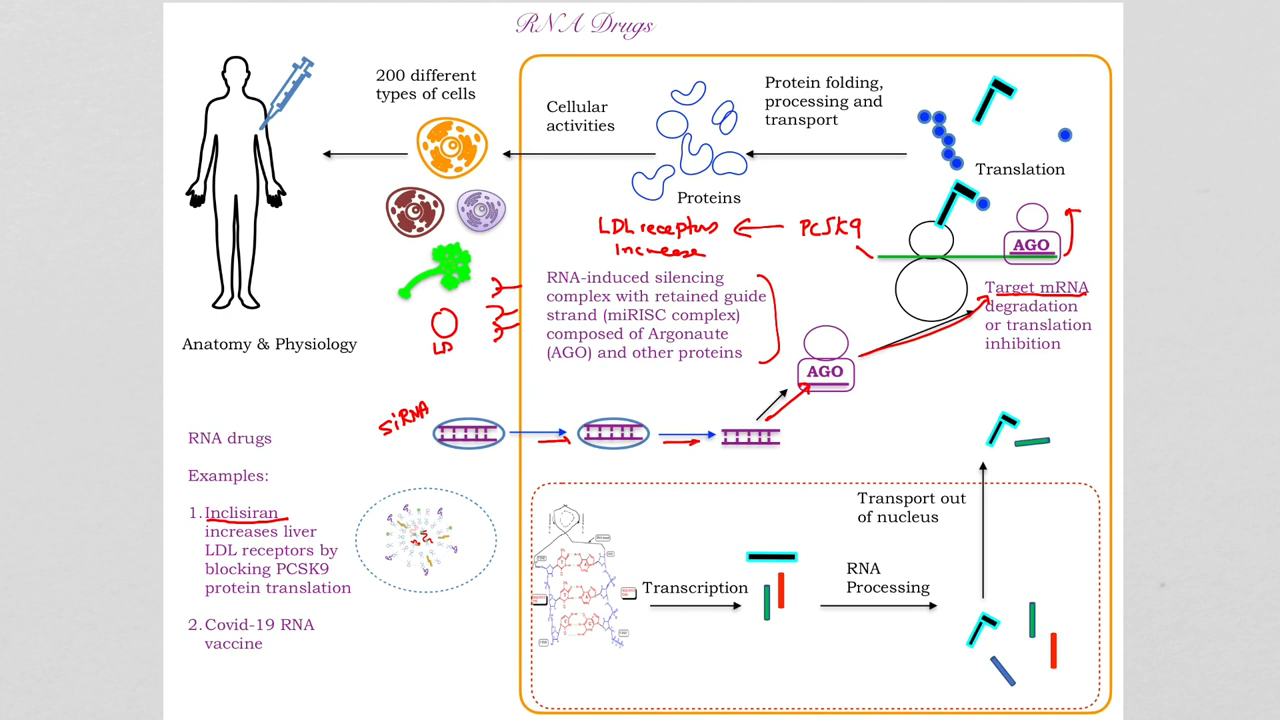 RNA Drugs
200 different
types of cells
Cellular
activities
Protein folding,
processing and
transport
Translation
Proteins
LDL receptors
Increase
PCSK9
AGO
RNA-induced silencing
complex with retained guide
strand (miRISC complex)
composed of Argonaute
(AGO) and other proteins
Target mRNA
degradation
or translation
inhibition
Anatomy & Physiology
LD
AGO
siRNA
RNA drugs
Examples:
1. Inclisiran
increases liver
LDL receptors by
blocking PCSK9
protein translation
2. Covid-19 RNA
vaccine
Transport out
of nucleus
Transcription
RNA
Processing